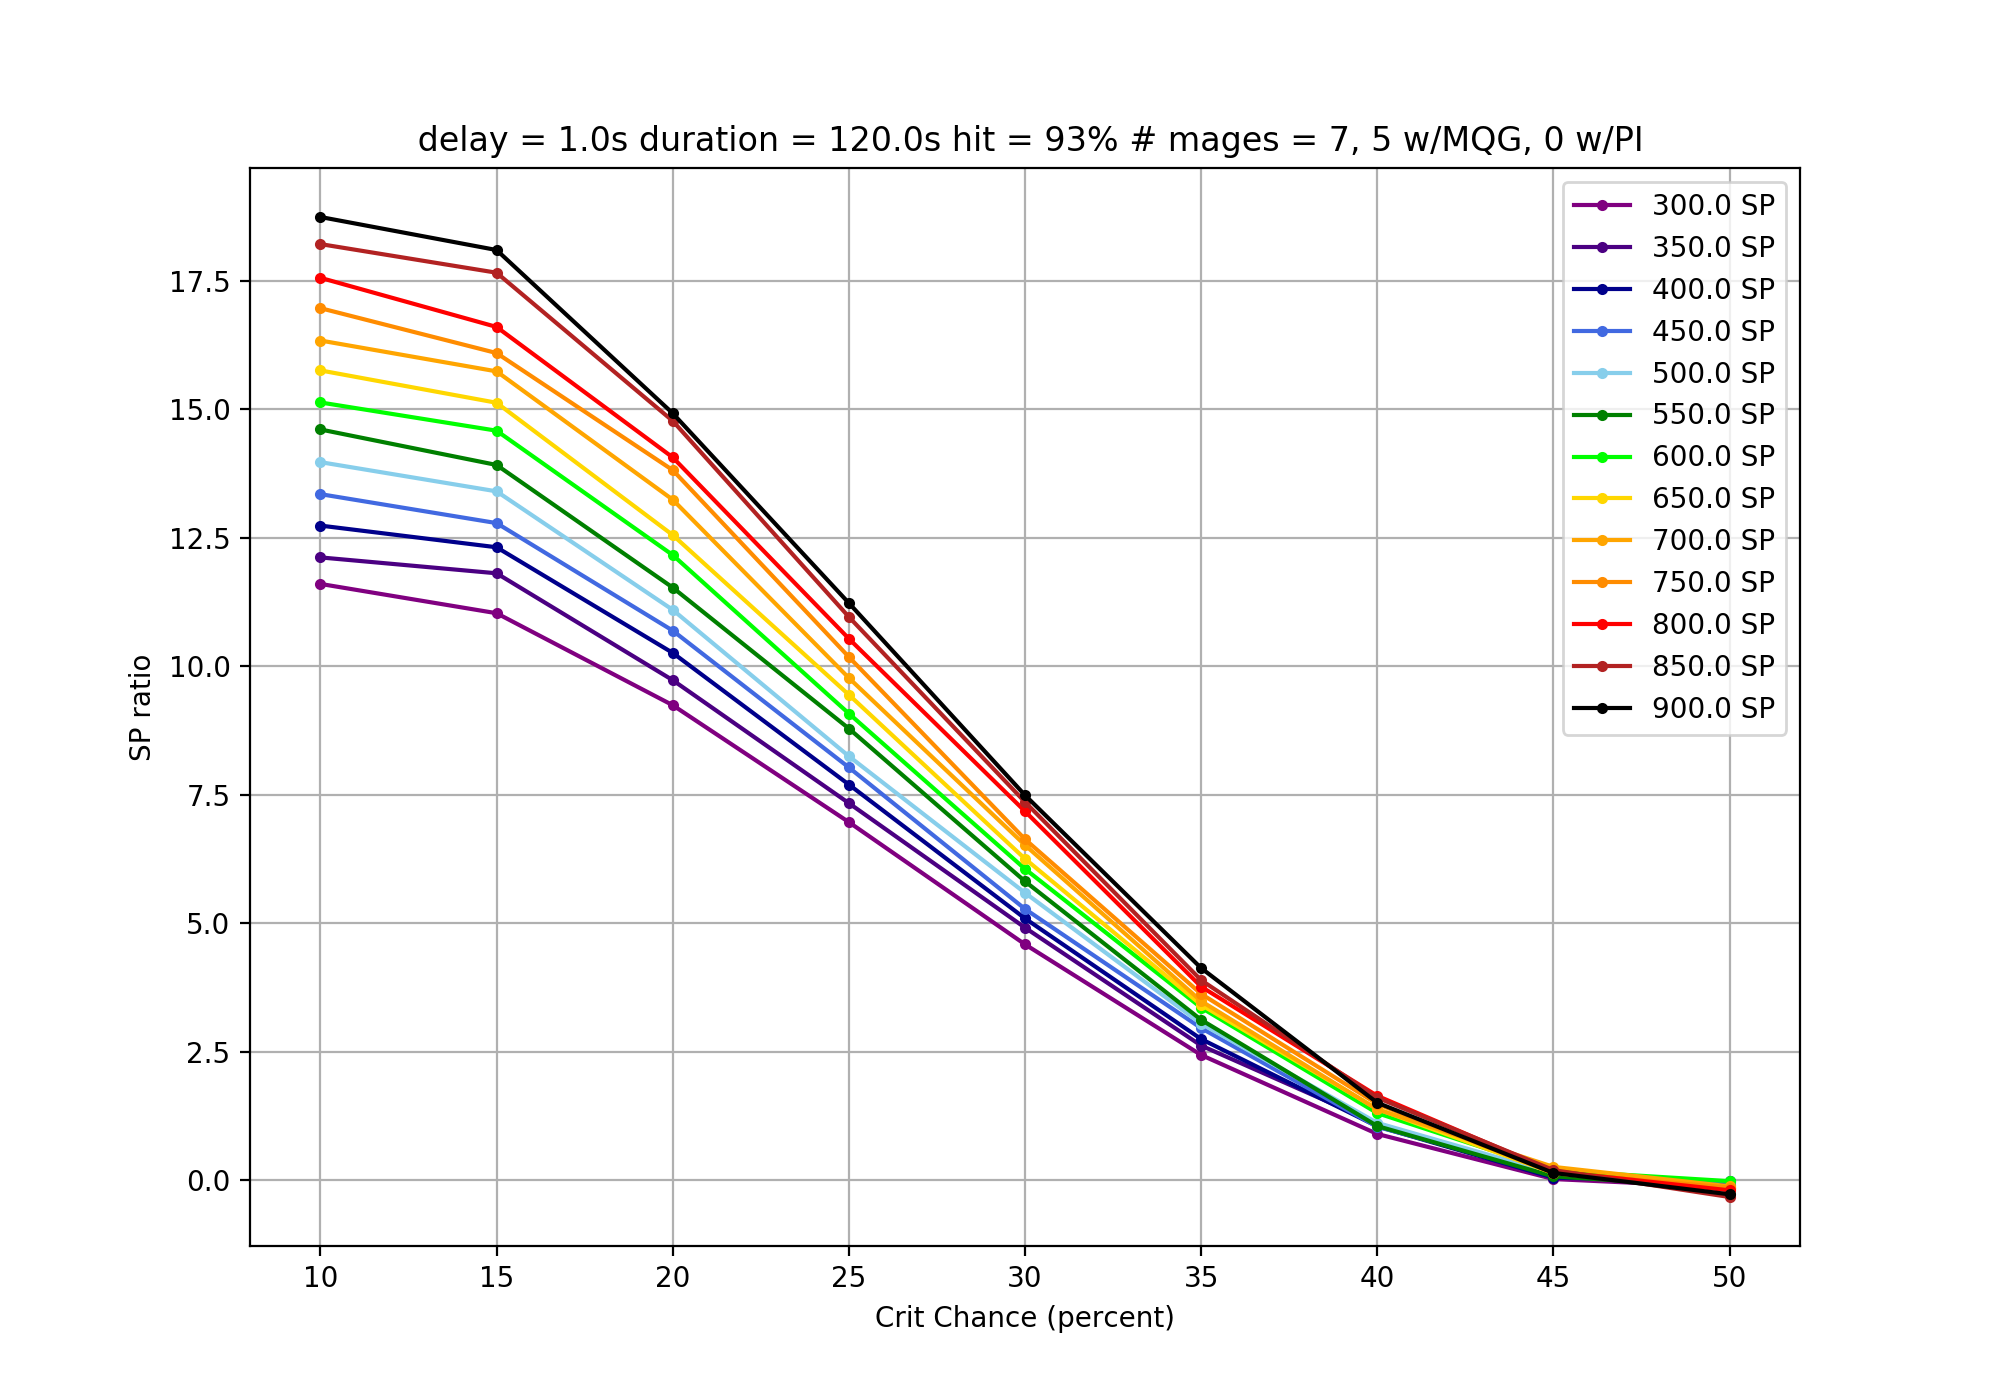 delay = 1.0s duration = 120.0s hit = 93% # mages = 7, 5 w/MQG, 0 w/PI
300.0 SP
350.0 SP
400.0 SP
450.0 SP
500.0 SP
550.0 SP
600.0 SP
650.0 SP
700.0 SP
750.0 SP
800.0 SP
850.0 SP
900.0 SP
SP ratio
17.5
15.0
12.5
10.0
7.5
5.0
2.5
0.0
10 15 20 25 30 35 40 45 50
Crit Chance (percent)